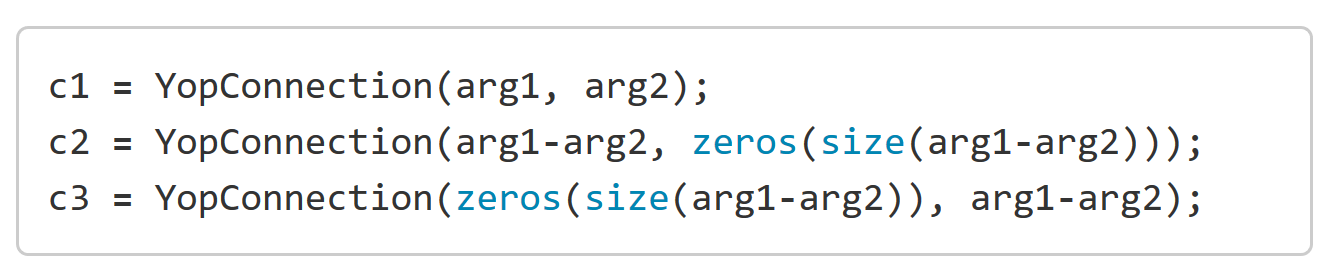 c1 = YopConnection(arg1, arg2);
c2 = YopConnection(arg1-arg2, zeros(size(arg1-arg2)));
c3 = YopConnection(zeros(size(arg1-arg2)), arg1-arg2);